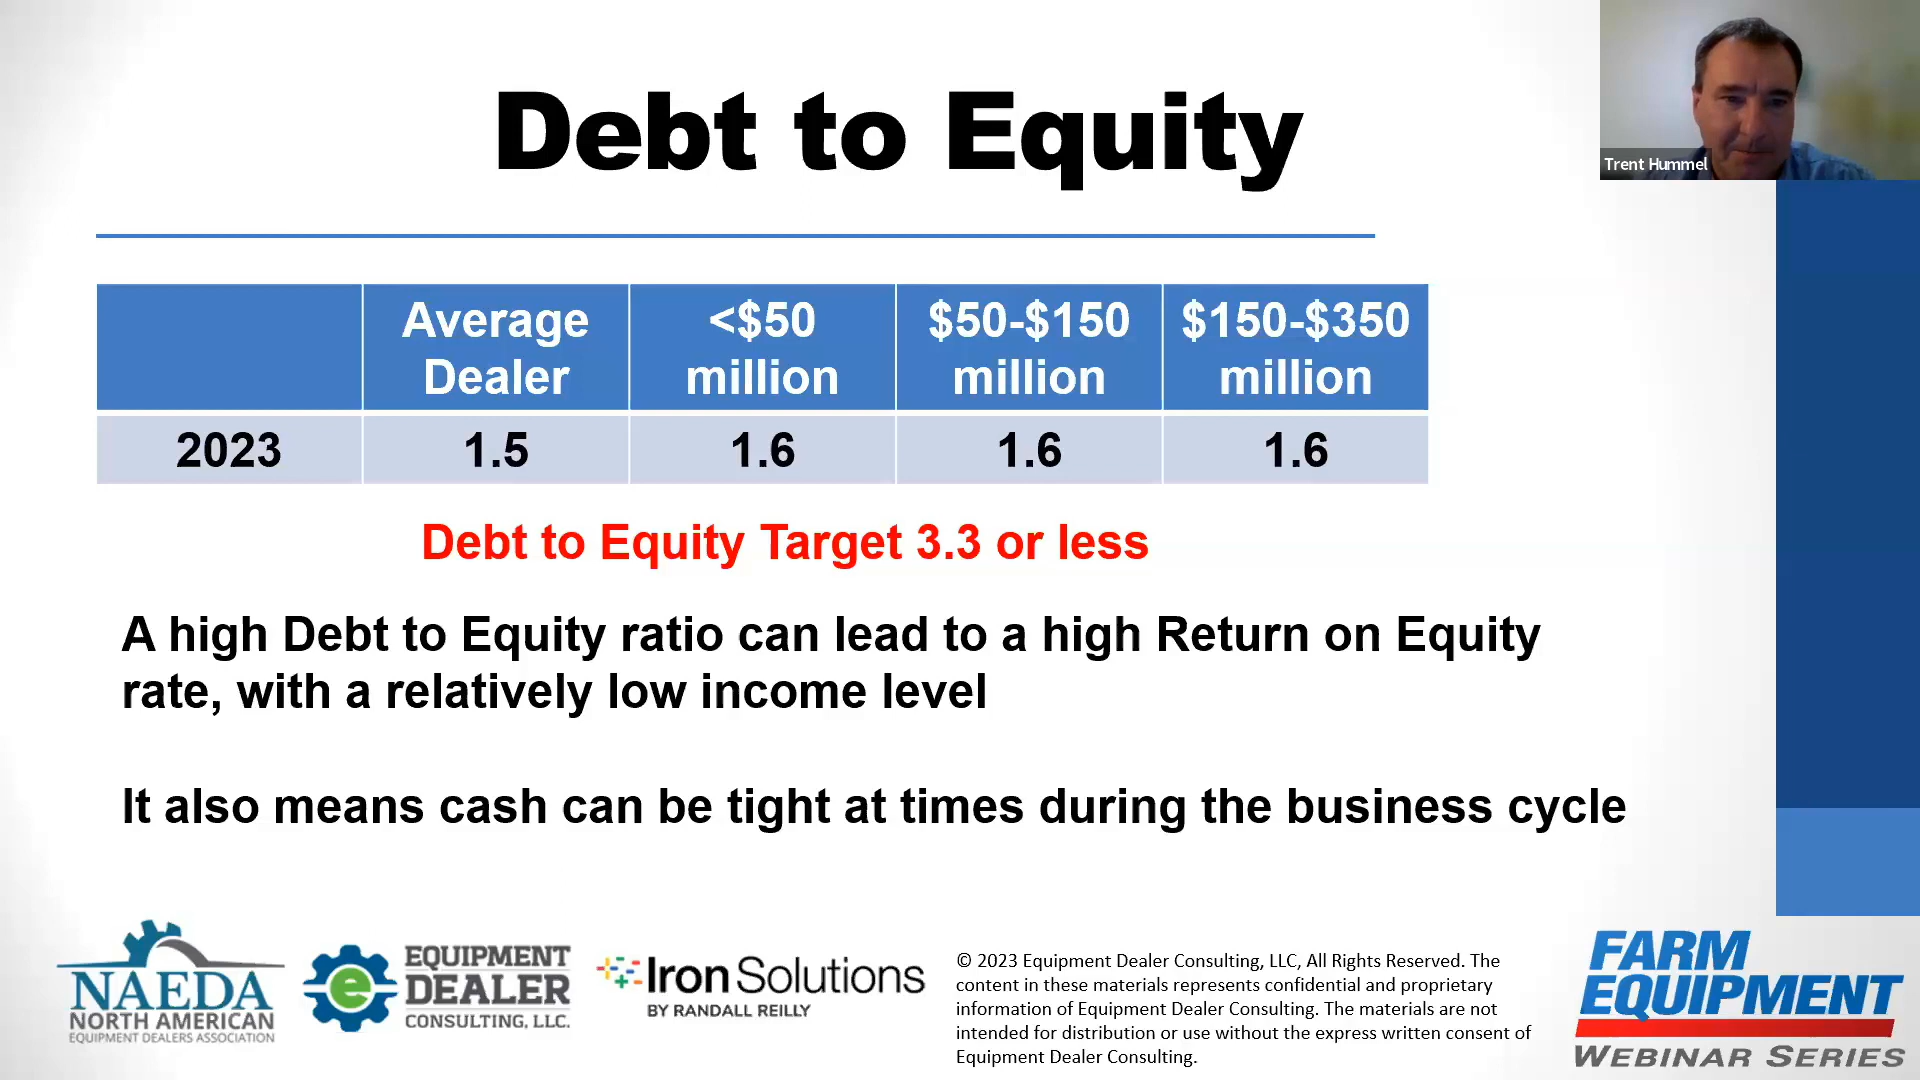 Debt to Equity
Trent Hummel
Average Dealer
<$50 million
$50-$150 million
$150-$350 million
2023 1.5 1.6 1.6 1.6
Debt to Equity Target 3.3 or less
A high Debt to Equity ratio can lead to a high Return on Equity
rate, with a relatively low income level
It also means cash can be tight at times during the business cycle
NAEDA
NORTH AMERICAN
EQUIPMENT DEALERS ASSOCIATION
e
EQUIPMENT
DEALER
CONSULTING, LLC.
Iron Solutions
BY RANDALL REILLY
© 2023 Equipment Dealer Consulting, LLC, All Rights Reserved. The
content in these materials represents confidential and proprietary
information of Equipment Dealer Consulting. The materials are not
intended for distribution or use without the express written consent of
Equipment Dealer Consulting.
FARM
EQUIPMENT
WEBINAR SERIES